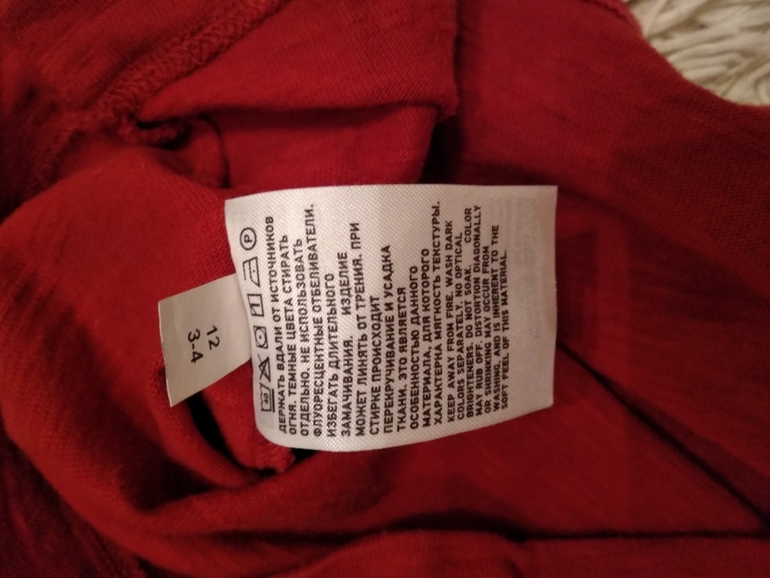 40
P
ДЕРЖАТЬ ВДАЛИ ОТ ИСТОЧНИКОВ
ОГНЯ. ТЕМНЫЕ ЦВЕТА СТИРАТЬ
ОТДЕЛЬНО. НЕ ИСПОЛЬЗОВАТЬ
ФЛУОРЕСЦЕНТНЫЕ ОТБЕЛИВАТЕЛИ.
ИЗБЕГАТЬ ДЛИТЕЛЬНОГО
ЗАМАЧИВАНИЯ. ИЗДЕЛИЕ
МОЖЕТ ЛИНЯТЬ ОТ ТРЕНИЯ. ПРИ
СТИРКЕ ПРОИСХОДИТ
ПЕРЕКРУЧИВАНИЕ И УСАДКА
ТКАНИ. ЭТО ЯВЛЯЕТСЯ
ОСОБЕННОСТЬЮ ДАННОГО
МАТЕРИАЛА, ДЛЯ КОТОРОГО
ХАРАКТЕРНА МЯГКОСТЬ ТЕКСТУРЫ.
KEEP AWAY FROM FIRE. WASH DARK
COLORS SEPARATELY. NO OPTICAL
BRIGHTENERS. DO NOT SOAK. COLOR
MAY RUB OFF. DISTORTION DIAGONALLY
OR SHRINKING MAY OCCUR FROM
WASHING, AND IS INHERENT TO THE
SOFT FEEL OF THIS MATERIAL.
12
3-4